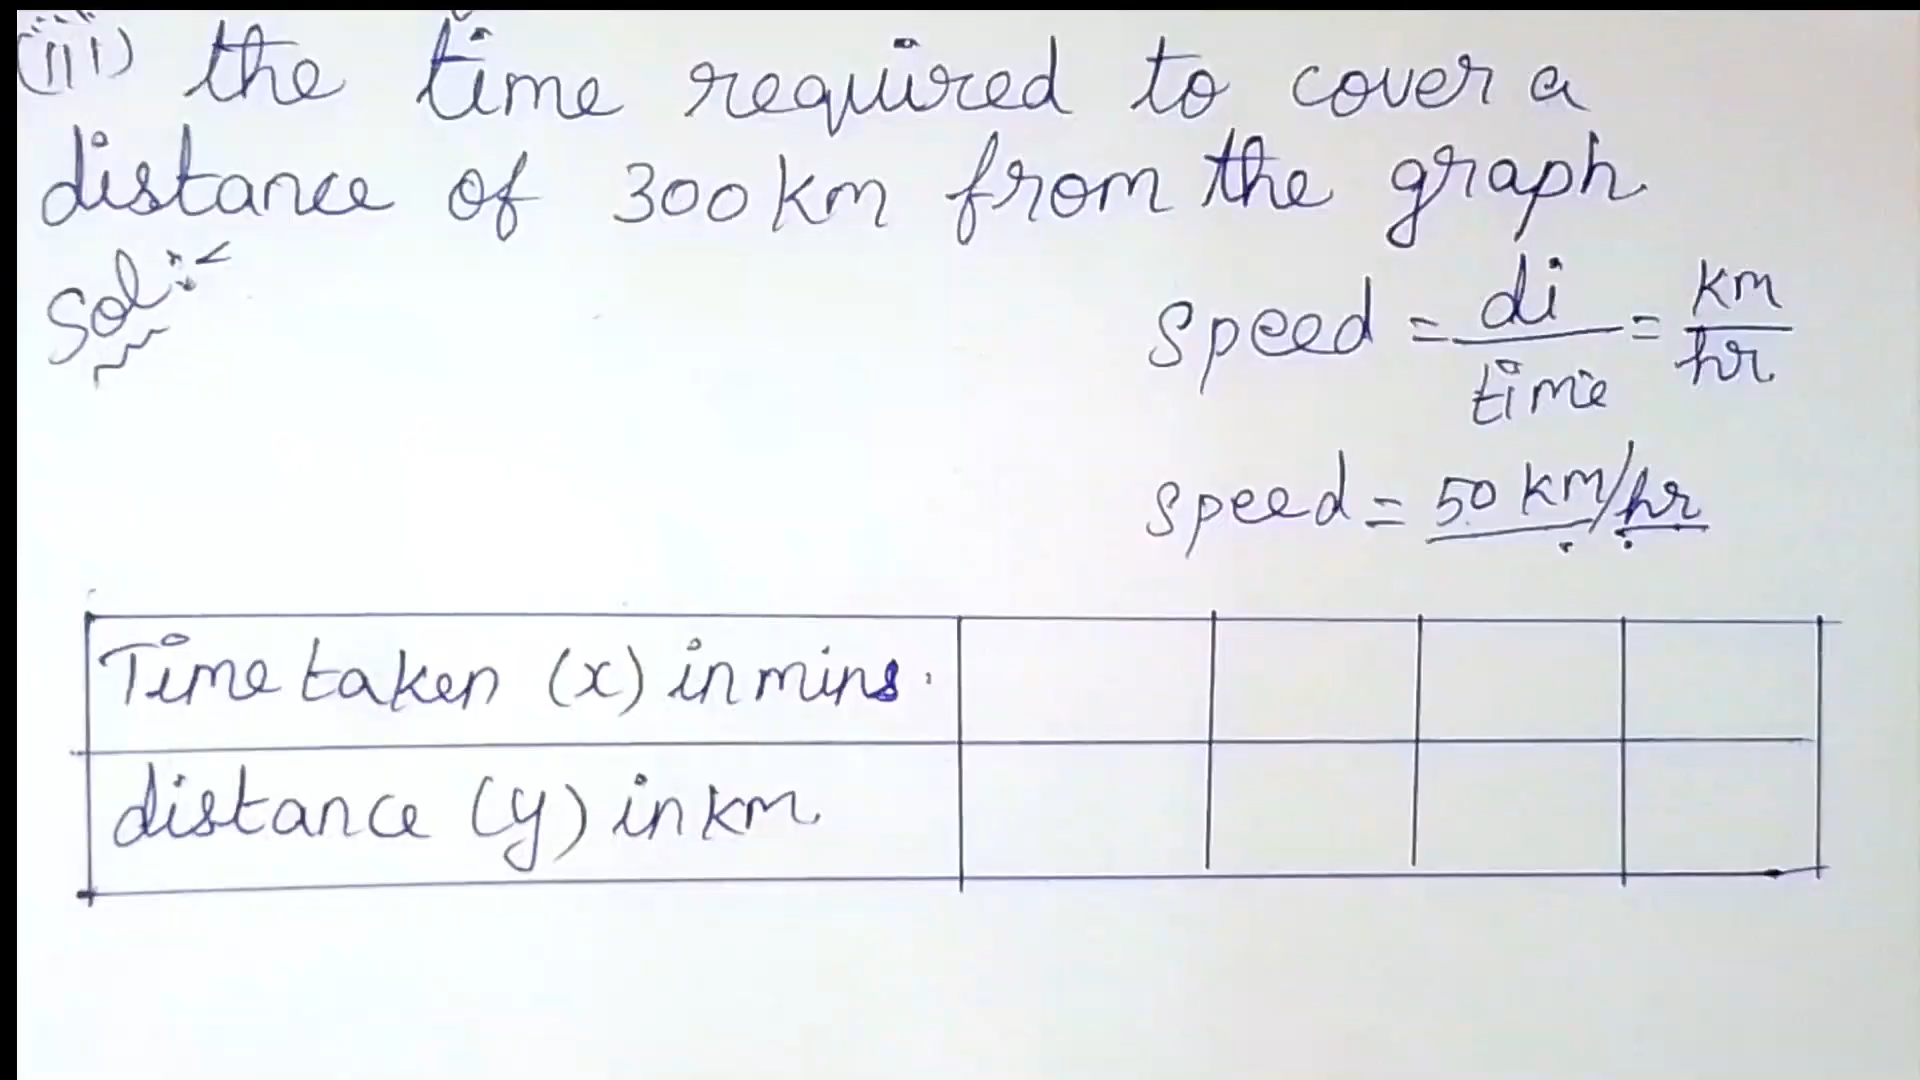 (iii) the time required to cover a
distance of 300 km from the graph
Sol:-
speed = di/time = km/hr
speed = 50 km/hr
Time taken (x) in mins.
distance (y) in km